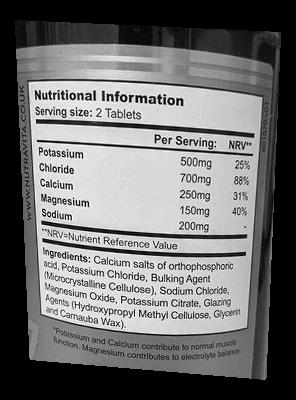 Nutritional Information
Serving size: 2 Tablets
Per Serving: NRV**
Potassium 500mg 25%
Chloride 700mg 88%
Calcium 250mg 31%
Magnesium 150mg 40%
Sodium 200mg -
**NRV=Nutrient Reference Value
Ingredients: Calcium salts of orthophosphoric
acid, Potassium Chloride, Bulking Agent
(Microcrystalline Cellulose), Sodium Chloride,
Magnesium Oxide, Potassium Citrate, Glazing
Agents (Hydroxypropyl Methyl Cellulose, Glycerin
and Carnauba Wax).
*Potassium and Calcium contribute to normal muscle
function. Magnesium contributes to electrolyte balance.
WWW.NUTRAVITA.CO.UK